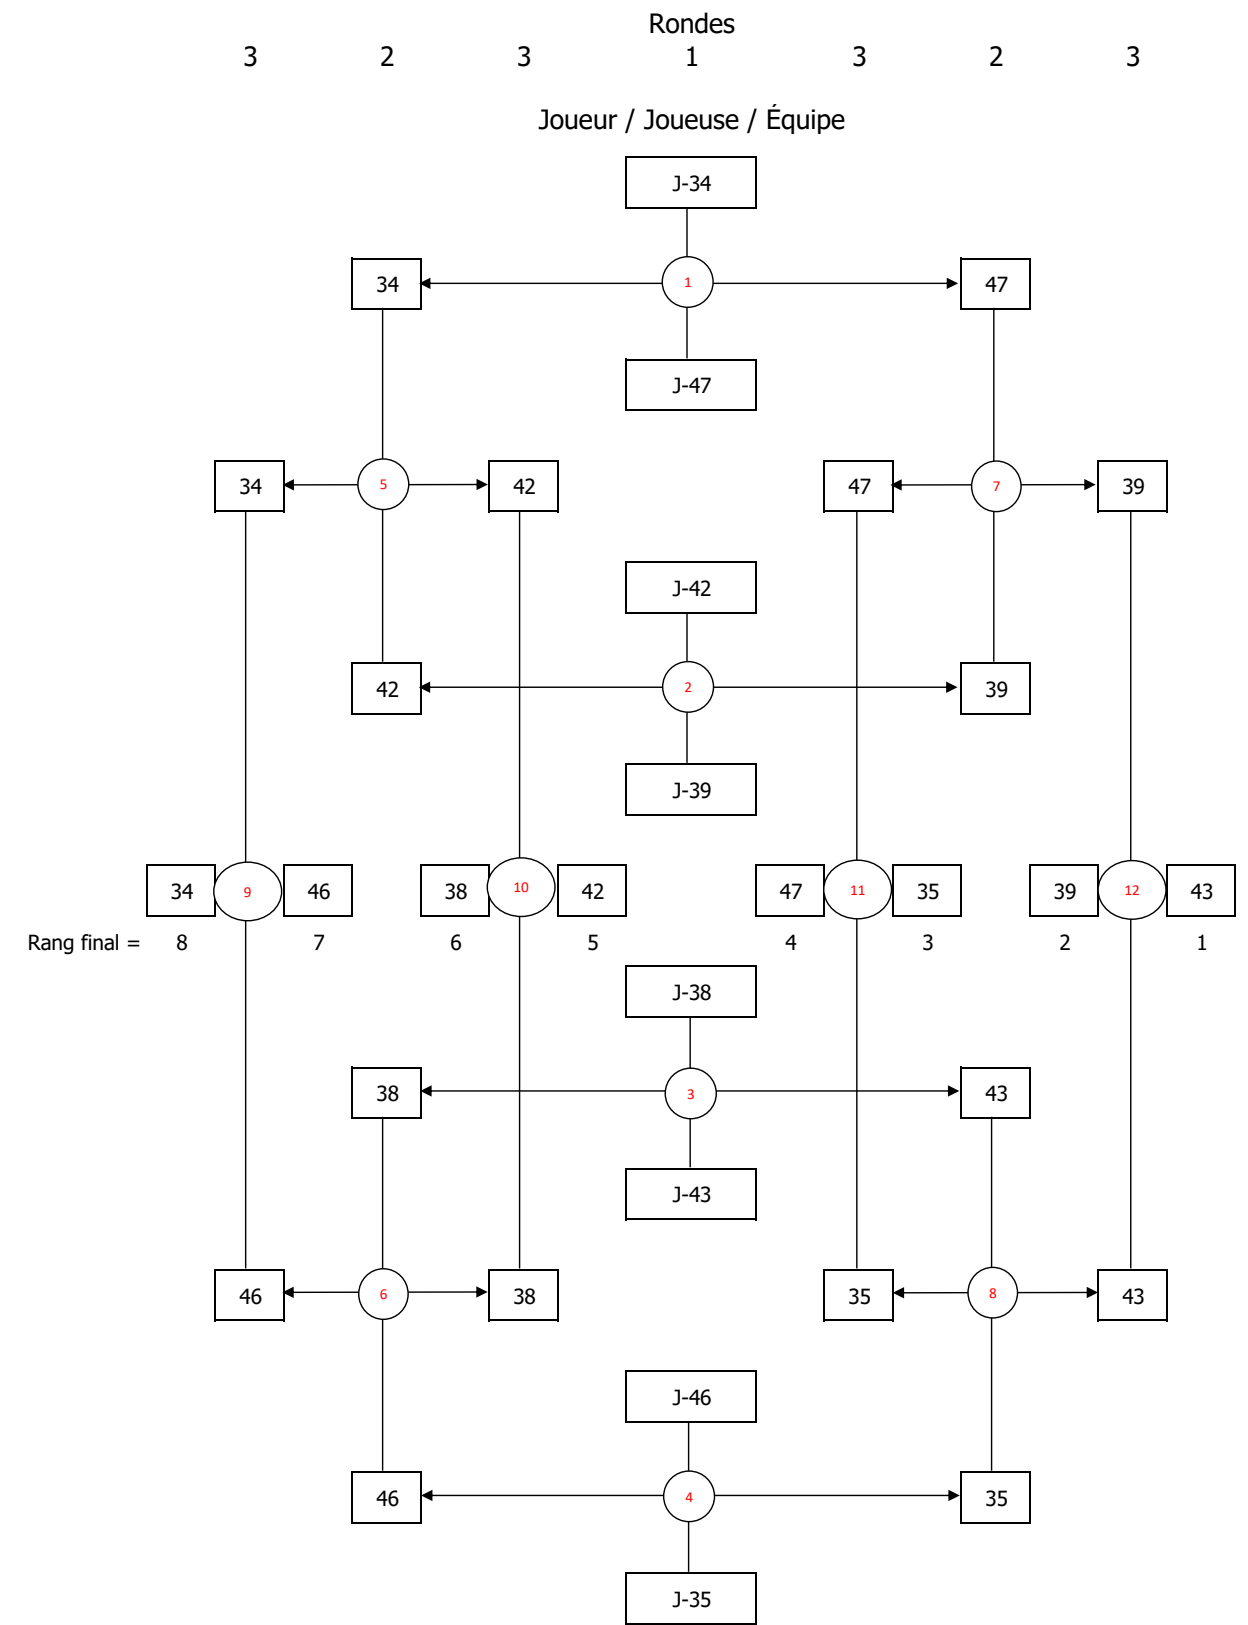 Rondes
3 2 3 1 3 2 3
Joueur / Joueuse / Équipe
J-34
34 1 47
J-47
34 5 42 47 7 39
J-42
42 2 39
J-39
34 9 46 38 10 42 47 11 35 39 12 43
Rang final = 8 7 6 5 4 3 2 1
J-38
38 3 43
J-43
46 6 38 35 8 43
J-46
46 4 35
J-35